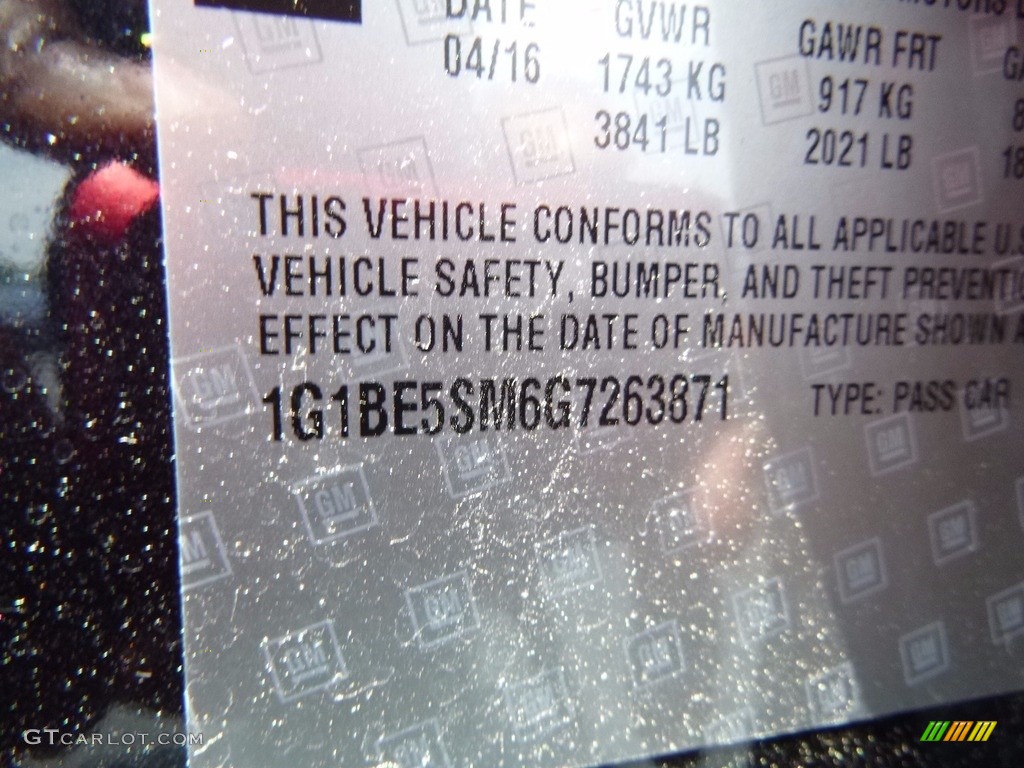 DATE GVWR GAWR FRT
04/16 1743 KG 917 KG
3841 LB 2021 LB
THIS VEHICLE CONFORMS TO ALL APPLICABLE U.S
VEHICLE SAFETY, BUMPER, AND THEFT PREVENTI
EFFECT ON THE DATE OF MANUFACTURE SHOWN A
1G1BE5SM6G7263871 TYPE: PASS CAR
GTCARLOT.COM